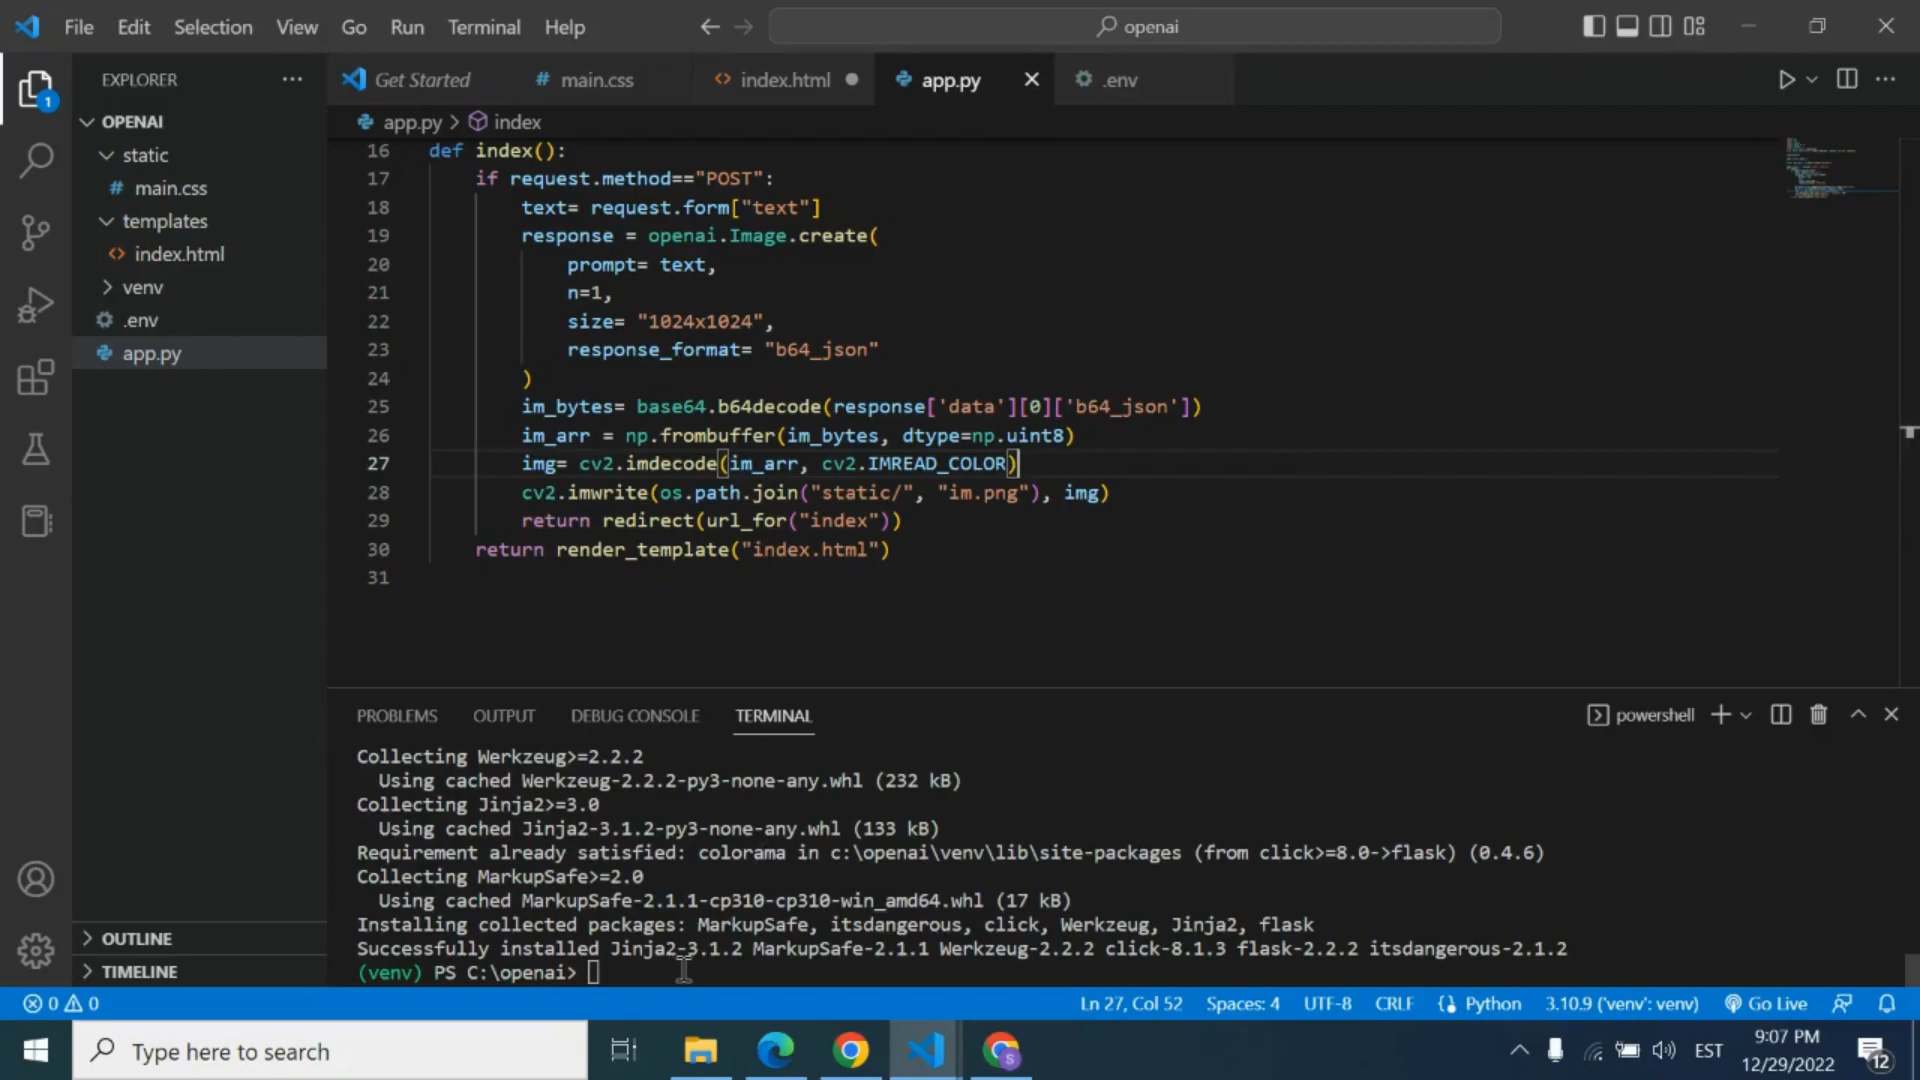 File Edit Selection View Go Run Terminal Help
openai
EXPLORER
1
OPENAI
static
# main.css
templates
<> index.html
venv
.env
app.py
OUTLINE
TIMELINE
Get Started
# main.css
<> index.html
app.py
.env
app.py > index
16 def index():
17 if request.method=="POST":
18 text= request.form["text"]
19 response = openai.Image.create(
20 prompt= text,
21 n=1,
22 size= "1024x1024",
23 response_format= "b64_json"
24 )
25 im_bytes= base64.b64decode(response['data'][0]['b64_json'])
26 im_arr = np.frombuffer(im_bytes, dtype=np.uint8)
27 img= cv2.imdecode(im_arr, cv2.IMREAD_COLOR)
28 cv2.imwrite(os.path.join("static/", "im.png"), img)
29 return redirect(url_for("index"))
30 return render_template("index.html")
31
PROBLEMS OUTPUT DEBUG CONSOLE TERMINAL
powershell
Collecting Werkzeug>=2.2.2
Using cached Werkzeug-2.2.2-py3-none-any.whl (232 kB)
Collecting Jinja2>=3.0
Using cached Jinja2-3.1.2-py3-none-any.whl (133 kB)
Requirement already satisfied: colorama in c:\openai\venv\lib\site-packages (from click>=8.0->flask) (0.4.6)
Collecting MarkupSafe>=2.0
Using cached MarkupSafe-2.1.1-cp310-cp310-win_amd64.whl (17 kB)
Installing collected packages: MarkupSafe, itsdangerous, click, Werkzeug, Jinja2, flask
Successfully installed Jinja2-3.1.2 MarkupSafe-2.1.1 Werkzeug-2.2.2 click-8.1.3 flask-2.2.2 itsdangerous-2.1.2
(venv) PS C:\openai>
0 0
Ln 27, Col 52 Spaces: 4 UTF-8 CRLF Python 3.10.9 ('venv': venv) Go Live
Type here to search
S
EST
9:07 PM
12/29/2022
12